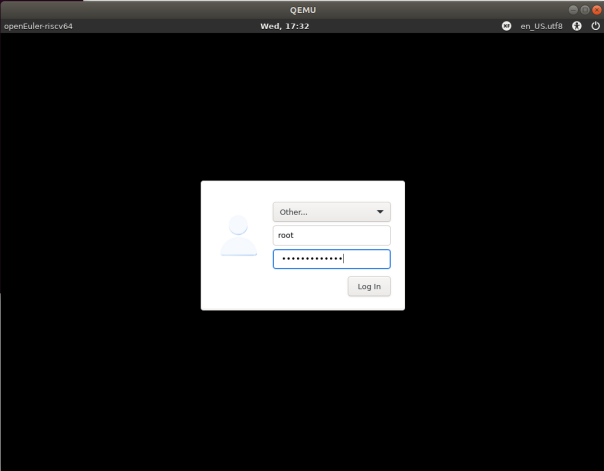 QEMU
openEuler-riscv64 Wed, 17:32 en_US.utf8
Other...
root
•••••••••••••
Log In